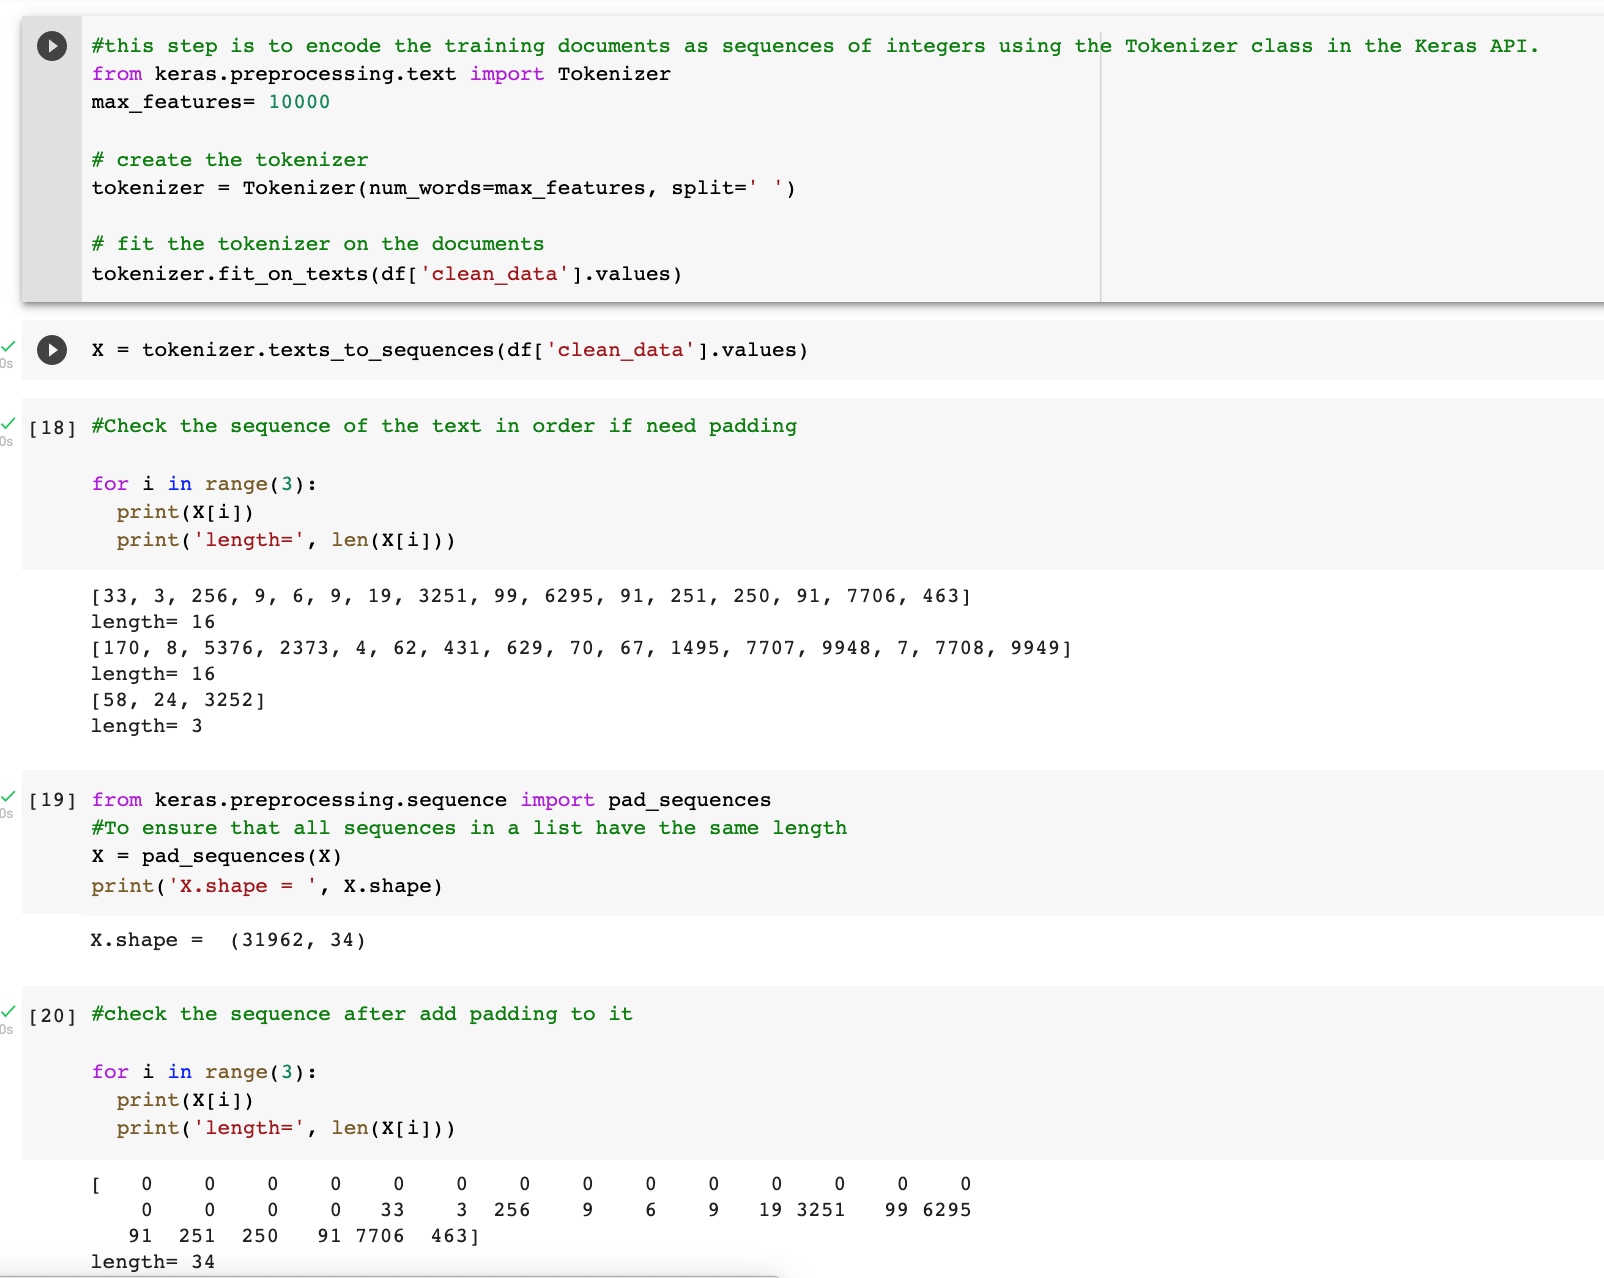 #this step is to encode the training documents as sequences of integers using the Tokenizer class in the Keras API.
from keras.preprocessing.text import Tokenizer
max_features= 10000
# create the tokenizer
tokenizer = Tokenizer(num_words=max_features, split=' ')
# fit the tokenizer on the documents
tokenizer.fit_on_texts(df['clean_data'].values)
0s
X = tokenizer.texts_to_sequences(df['clean_data'].values)
0s
[18] #Check the sequence of the text in order if need padding
for i in range(3):
  print(X[i])
  print('length=', len(X[i]))
[33, 3, 256, 9, 6, 9, 19, 3251, 99, 6295, 91, 251, 250, 91, 7706, 463]
length= 16
[170, 8, 5376, 2373, 4, 62, 431, 629, 70, 67, 1495, 7707, 9948, 7, 7708, 9949]
length= 16
[58, 24, 3252]
length= 3
0s
[19] from keras.preprocessing.sequence import pad_sequences
#To ensure that all sequences in a list have the same length
X = pad_sequences(X)
print('X.shape = ', X.shape)
X.shape =  (31962, 34)
0s
[20] #check the sequence after add padding to it
for i in range(3):
  print(X[i])
  print('length=', len(X[i]))
[   0    0    0    0    0    0    0    0    0    0    0    0    0    0
    0    0    0    0   33    3  256    9    6    9   19 3251   99 6295
   91  251  250   91 7706  463]
length= 34